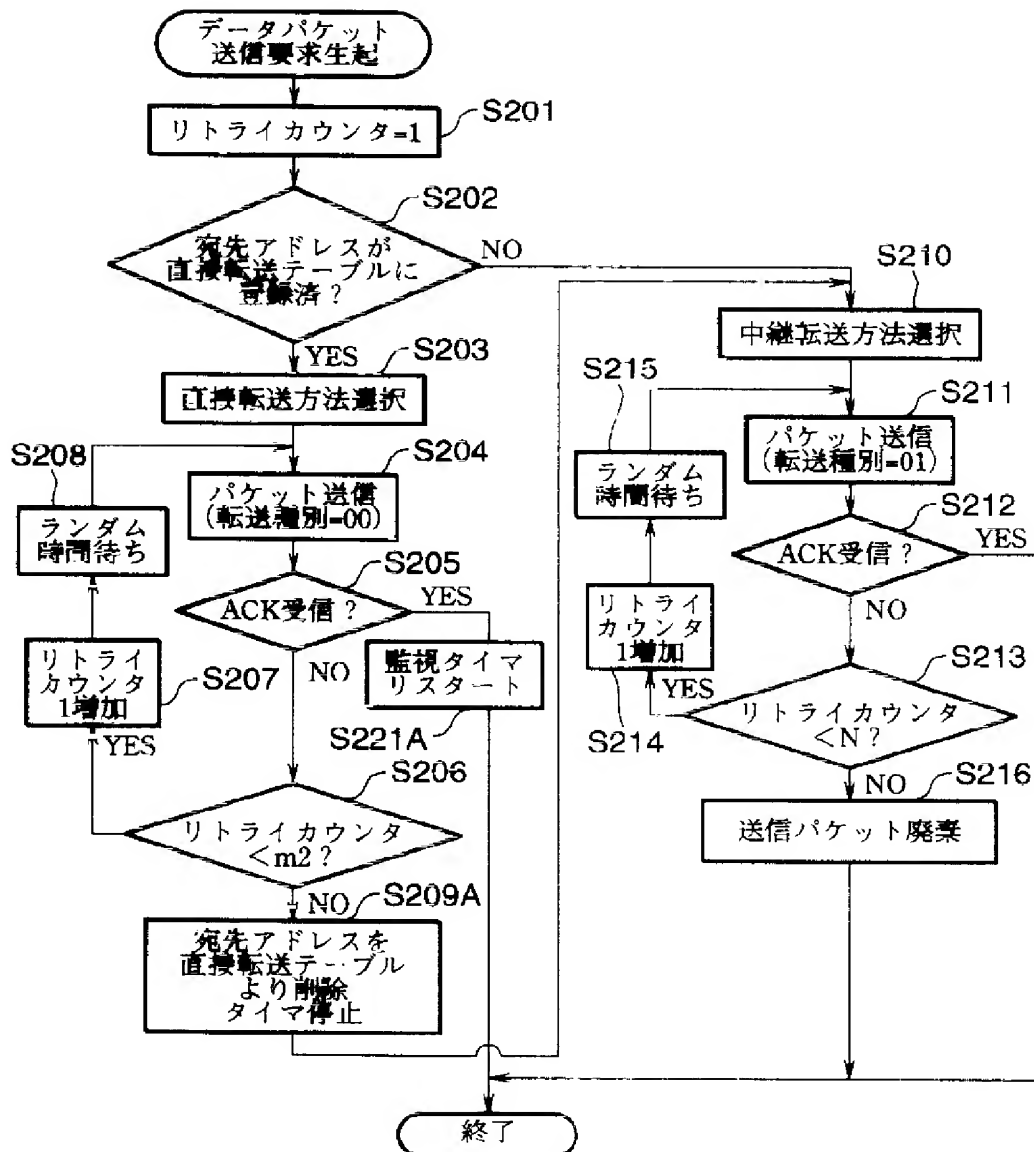 データパケット
送信要求生起
S201
リトライカウンタ=1
S202
宛先アドレスが
直接転送テーブルに
登録済？
NO
YES
S203
直接転送方法選択
S208
ランダム
時間待ち
S204
パケット送信
(転送種別=00)
S205
ACK受信？
YES
NO
リトライ
カウンタ
1増加
S207
YES
監視タイマ
リスタート
S221A
S206
リトライカウンタ
<m2？
NO
S209A
宛先アドレスを
直接転送テーブル
より削除
タイマ停止
S210
中継転送方法選択
S215
ランダム
時間待ち
S211
パケット送信
(転送種別=01)
S212
ACK受信？
YES
NO
リトライ
カウンタ
1増加
S214
YES
S213
リトライカウンタ
<N？
NO
S216
送信パケット廃棄
終了